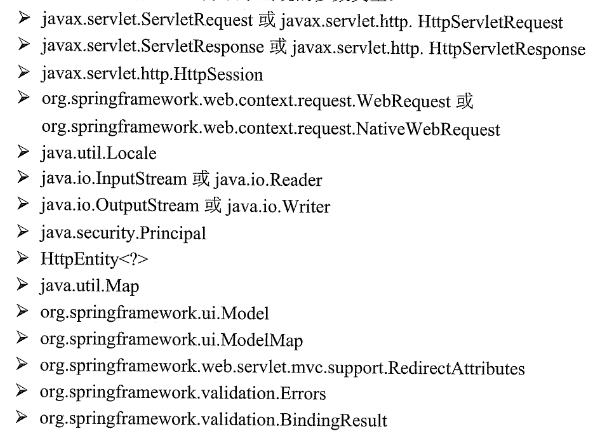 ➢ javax.servlet.ServletRequest 或 javax.servlet.http. HttpServletRequest
➢ javax.servlet.ServletResponse 或 javax.servlet.http. HttpServletResponse
➢ javax.servlet.http.HttpSession
➢ org.springframework.web.context.request.WebRequest 或
org.springframework.web.context.request.NativeWebRequest
➢ java.util.Locale
➢ java.io.InputStream 或 java.io.Reader
➢ java.io.OutputStream 或 java.io.Writer
➢ java.security.Principal
➢ HttpEntity<?>
➢ java.util.Map
➢ org.springframework.ui.Model
➢ org.springframework.ui.ModelMap
➢ org.springframework.web.servlet.mvc.support.RedirectAttributes
➢ org.springframework.validation.Errors
➢ org.springframework.validation.BindingResult